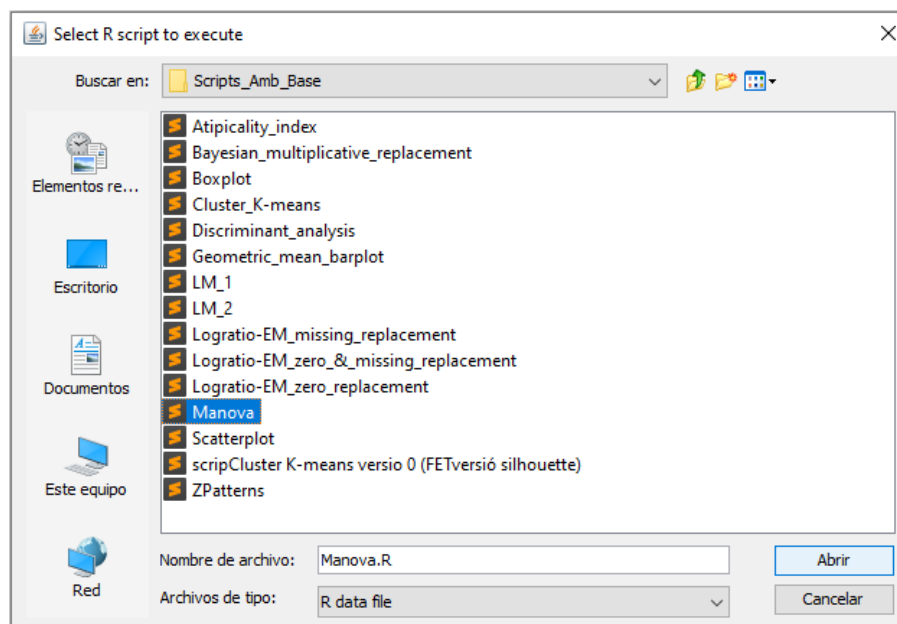 Select R script to execute
Buscar en:
Scripts_Amb_Base
Elementos re...
Escritorio
Documentos
Este equipo
Red
Atipicality_index
Bayesian_multiplicative_replacement
Boxplot
Cluster_K-means
Discriminant_analysis
Geometric_mean_barplot
LM_1
LM_2
Logratio-EM_missing_replacement
Logratio-EM_zero_&_missing_replacement
Logratio-EM_zero_replacement
Manova
Scatterplot
scripCluster K-means versio 0 (FETversió silhouette)
ZPatterns
Nombre de archivo:
Manova.R
Abrir
Archivos de tipo:
R data file
Cancelar